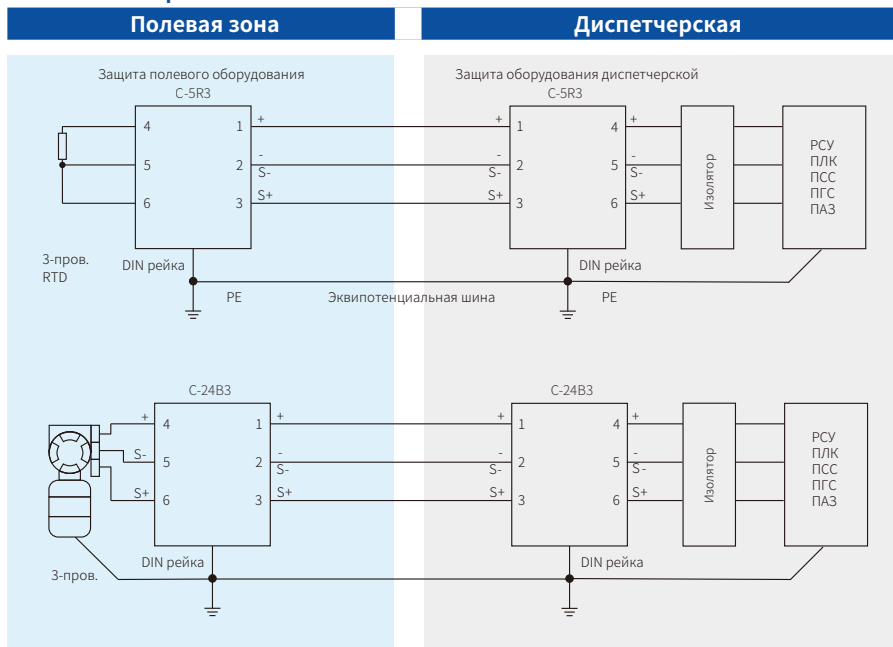 Полевая зона
Диспетчерская
Защита полевого оборудования
C-5R3
Защита оборудования диспетчерской
C-5R3
4 1 + + 1 4 +
5 2 - - 2 5 -
S- S- S-
6 3 S+ S+ 3 6 S+
Изолятор
РСУ
ПЛК
ПСС
ПГС
ПАЗ
3-пров.
RTD
DIN рейка
DIN рейка
PE
Эквипотенциальная шина
PE
C-24B3
C-24B3
+ 4 1 + + 1 4 +
S- 5 2 - - 2 5 -
S- S- S-
S+ 6 3 S+ S+ 3 6 S+
Изолятор
РСУ
ПЛК
ПСС
ПГС
ПАЗ
3-пров.
DIN рейка
DIN рейка